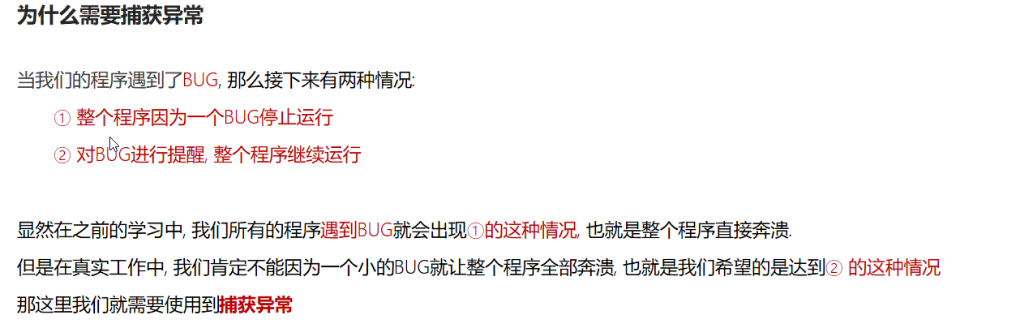 为什么需要捕获异常
当我们的程序遇到了BUG, 那么接下来有两种情况:
① 整个程序因为一个BUG停止运行
② 对BUG进行提醒, 整个程序继续运行
显然在之前的学习中, 我们所有的程序遇到BUG就会出现①的这种情况, 也就是整个程序直接奔溃.
但是在真实工作中, 我们肯定不能因为一个小的BUG就让整个程序全部奔溃, 也就是我们希望的是达到② 的这种情况
那这里我们就需要使用到捕获异常